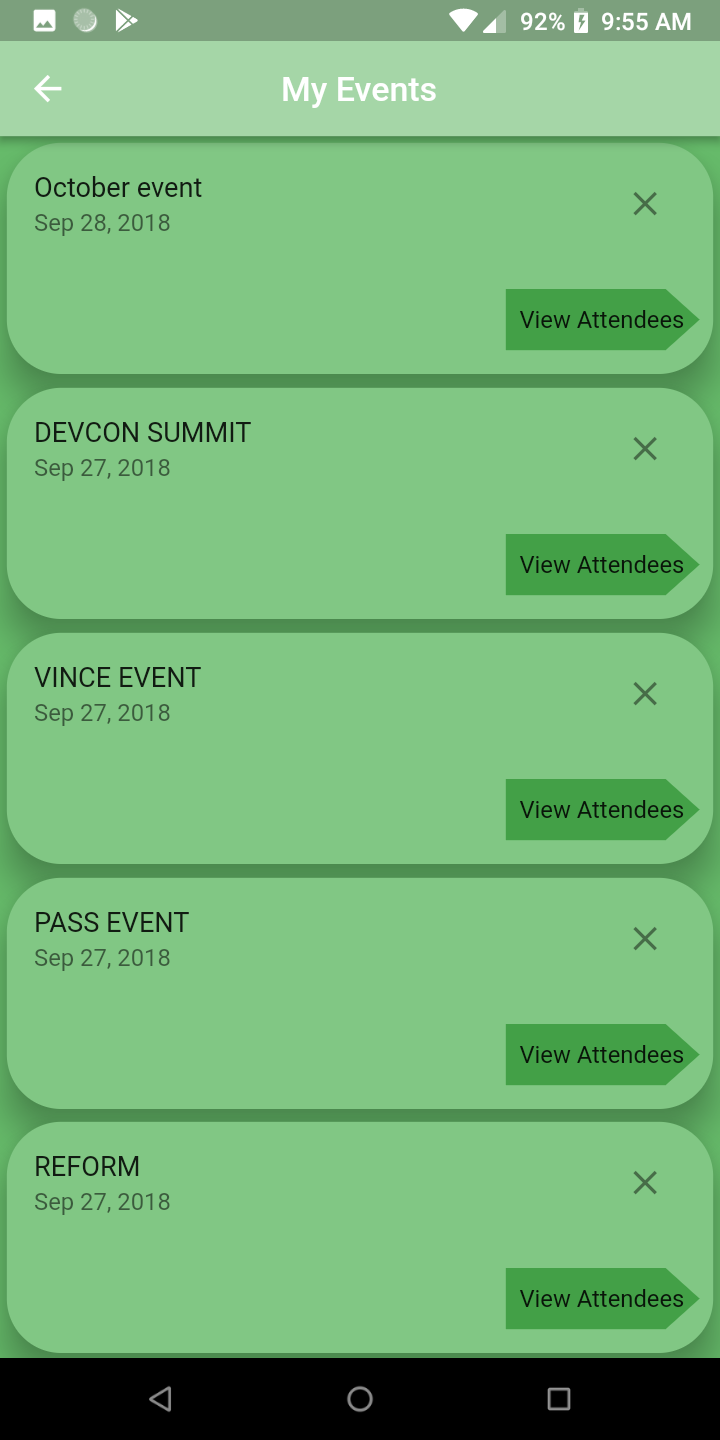 92% 9:55 AM
My Events
October event
Sep 28, 2018
View Attendees
DEVCON SUMMIT
Sep 27, 2018
View Attendees
VINCE EVENT
Sep 27, 2018
View Attendees
PASS EVENT
Sep 27, 2018
View Attendees
REFORM
Sep 27, 2018
View Attendees